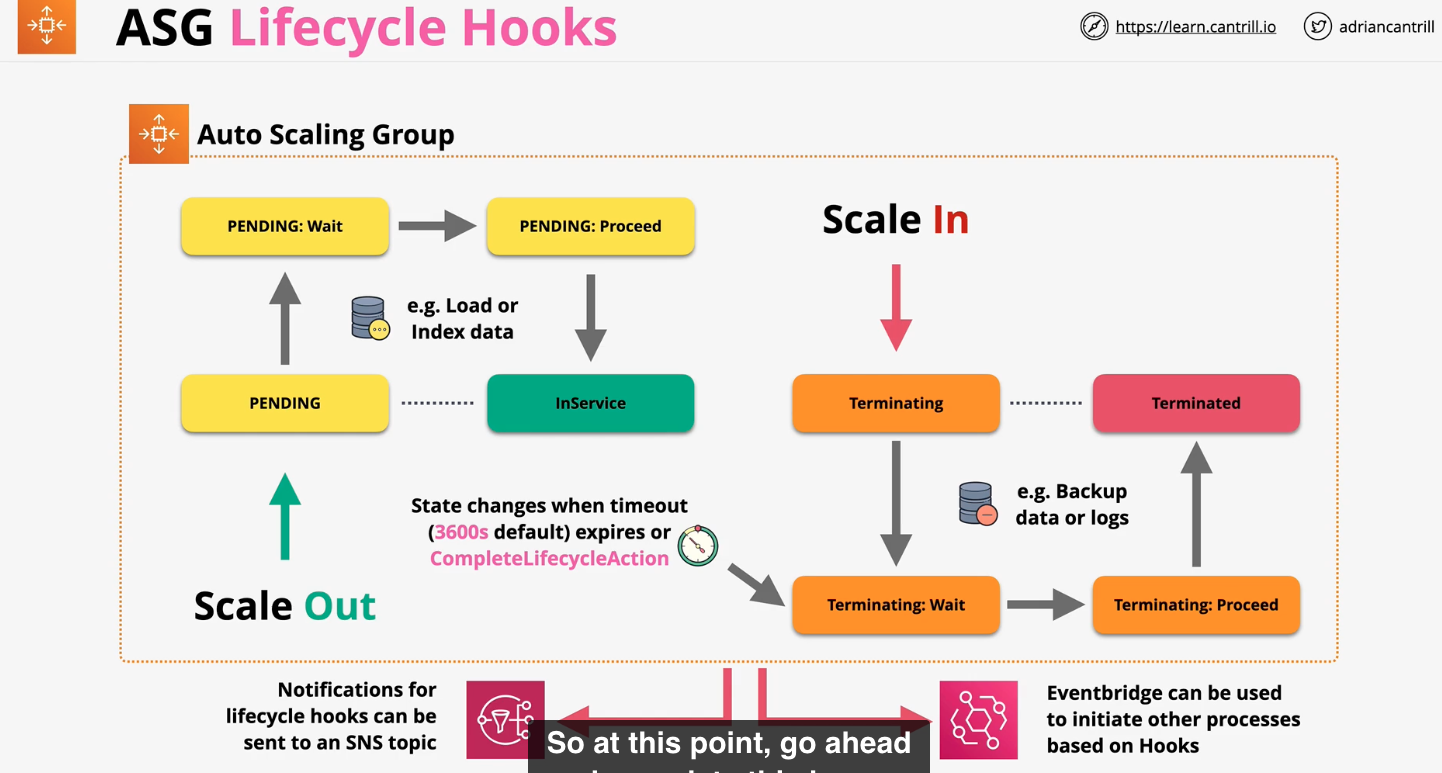 ASG Lifecycle Hooks
https://learn.cantrill.io
adriancantrill
Auto Scaling Group
PENDING: Wait
PENDING: Proceed
Scale In
e.g. Load or
Index data
PENDING
InService
Terminating
Terminated
State changes when timeout
(3600s default) expires or
CompleteLifecycleAction
e.g. Backup
data or logs
Scale Out
Terminating: Wait
Terminating: Proceed
Notifications for
lifecycle hooks can be
sent to an SNS topic
Eventbridge can be used
to initiate other processes
based on Hooks
So at this point, go ahead